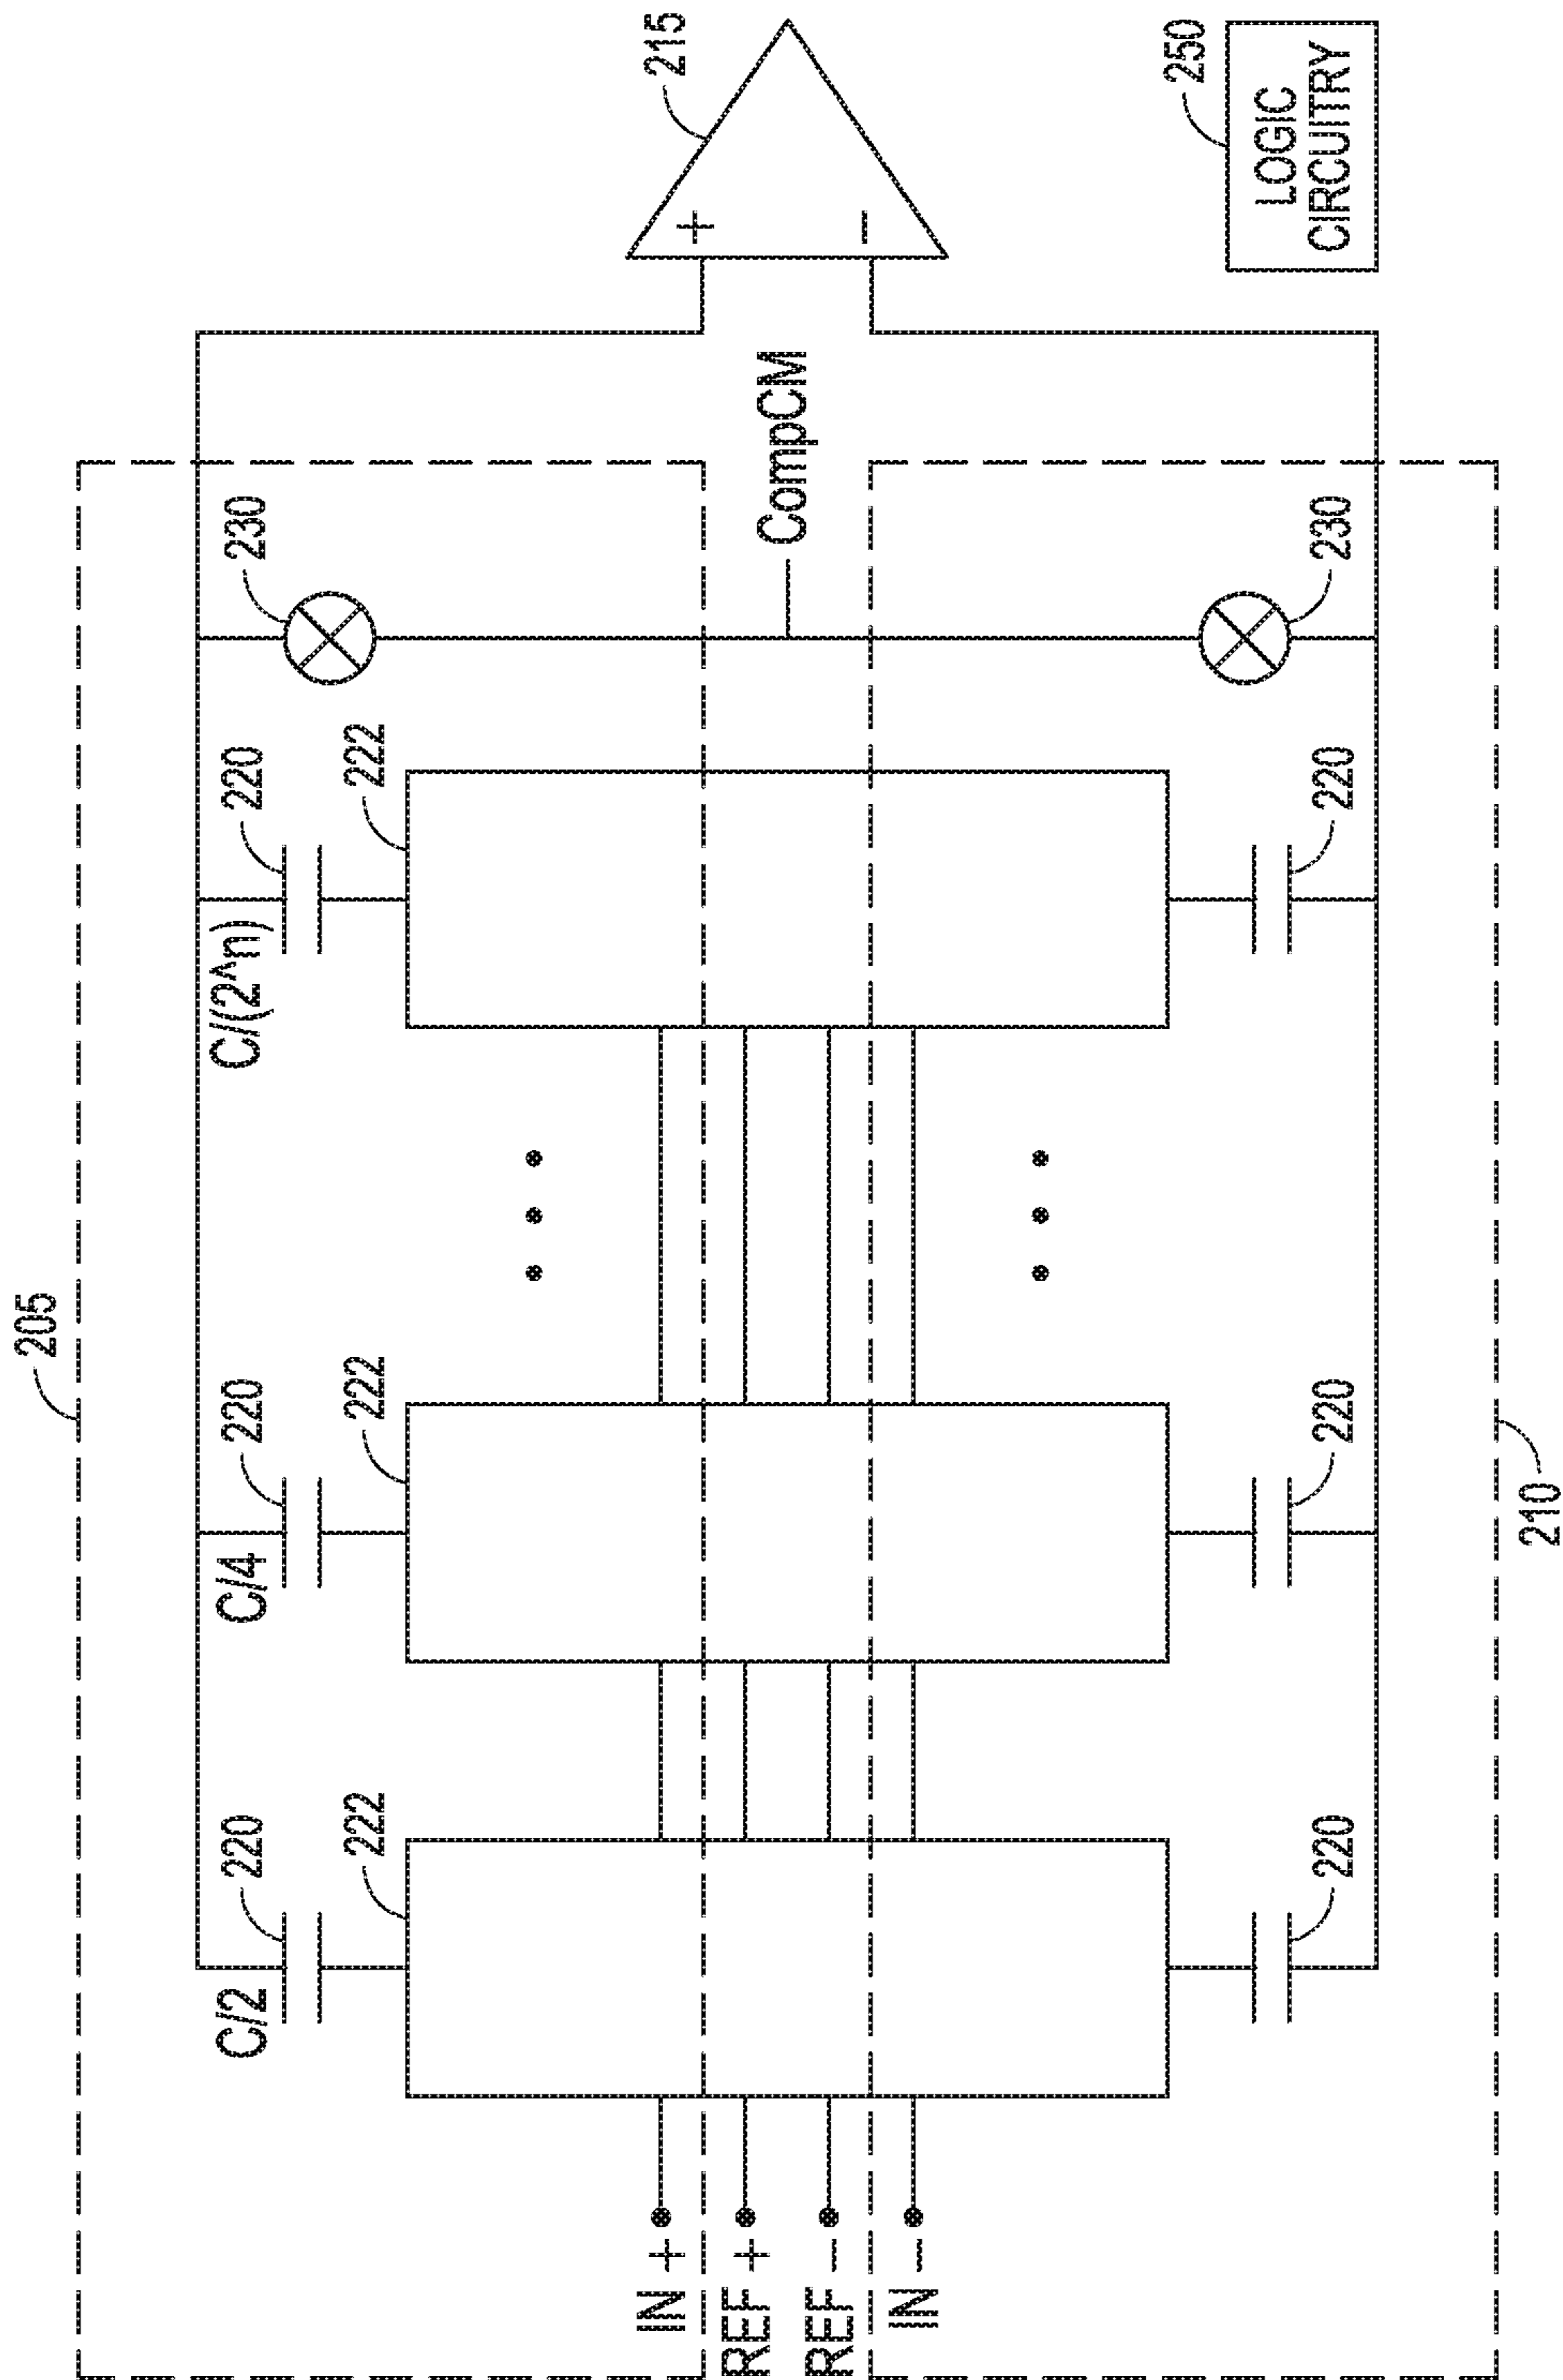 205
C/2
220
C/4
220
C/(2^n)
220
230
222
222
222
215
+
−
CompCM
IN +
REF +
REF −
IN −
220
220
220
230
250
LOGIC
CIRCUITRY
210